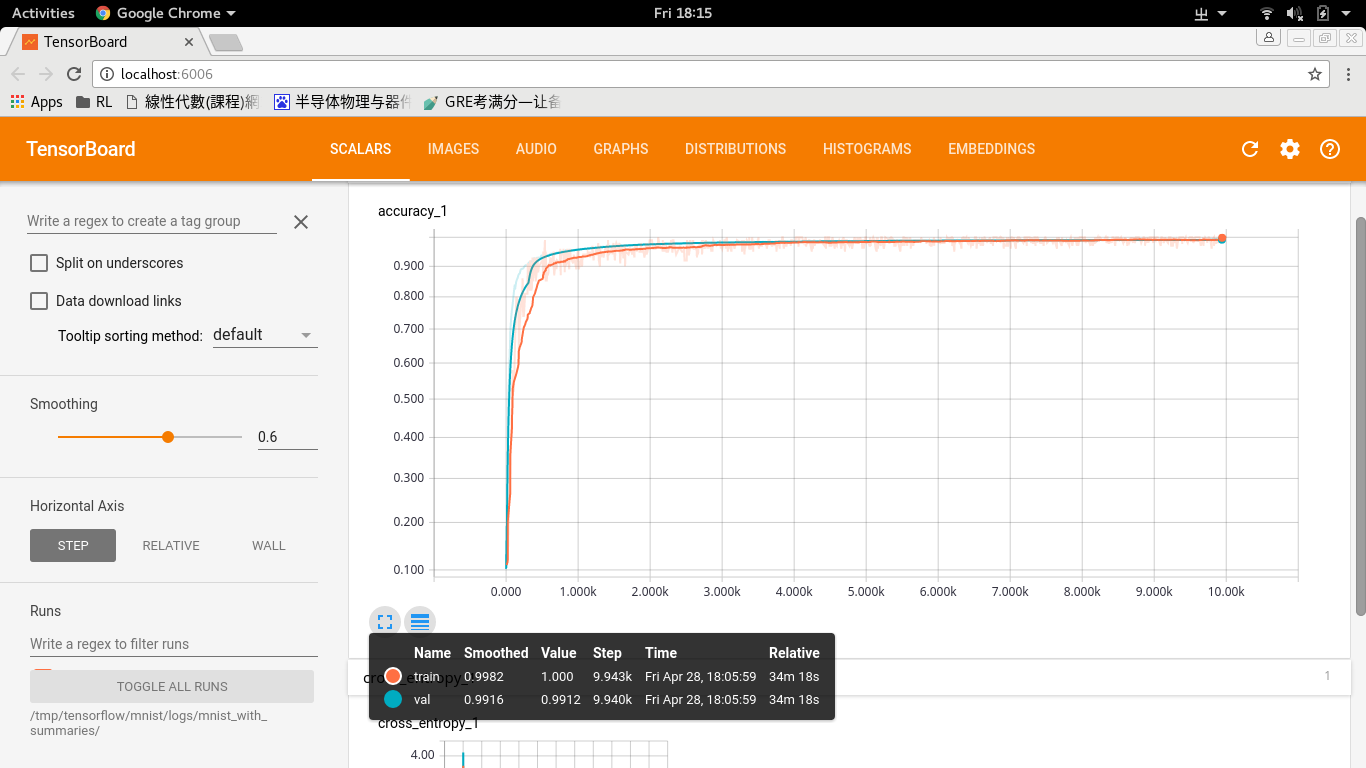 Activities Google Chrome Fri 18:15
TensorBoard
localhost:6006
Apps RL 線性代數(課程)網 半导体物理与器件 GRE考满分—让备
TensorBoard SCALARS IMAGES AUDIO GRAPHS DISTRIBUTIONS HISTOGRAMS EMBEDDINGS
Write a regex to create a tag group
Split on underscores
Data download links
Tooltip sorting method: default
Smoothing
0.6
Horizontal Axis
STEP RELATIVE WALL
Runs
Write a regex to filter runs
TOGGLE ALL RUNS
/tmp/tensorflow/mnist/logs/mnist_with_
summaries/
accuracy_1
0.900
0.800
0.700
0.600
0.500
0.400
0.300
0.200
0.100
0.000 1.000k 2.000k 3.000k 4.000k 5.000k 6.000k 7.000k 8.000k 9.000k 10.00k
Name Smoothed Value Step Time Relative
train 0.9982 1.000 9.943k Fri Apr 28, 18:05:59 34m 18s
val 0.9916 0.9912 9.940k Fri Apr 28, 18:05:59 34m 18s
cross_entropy_1 1
cross_entropy_1
4.00